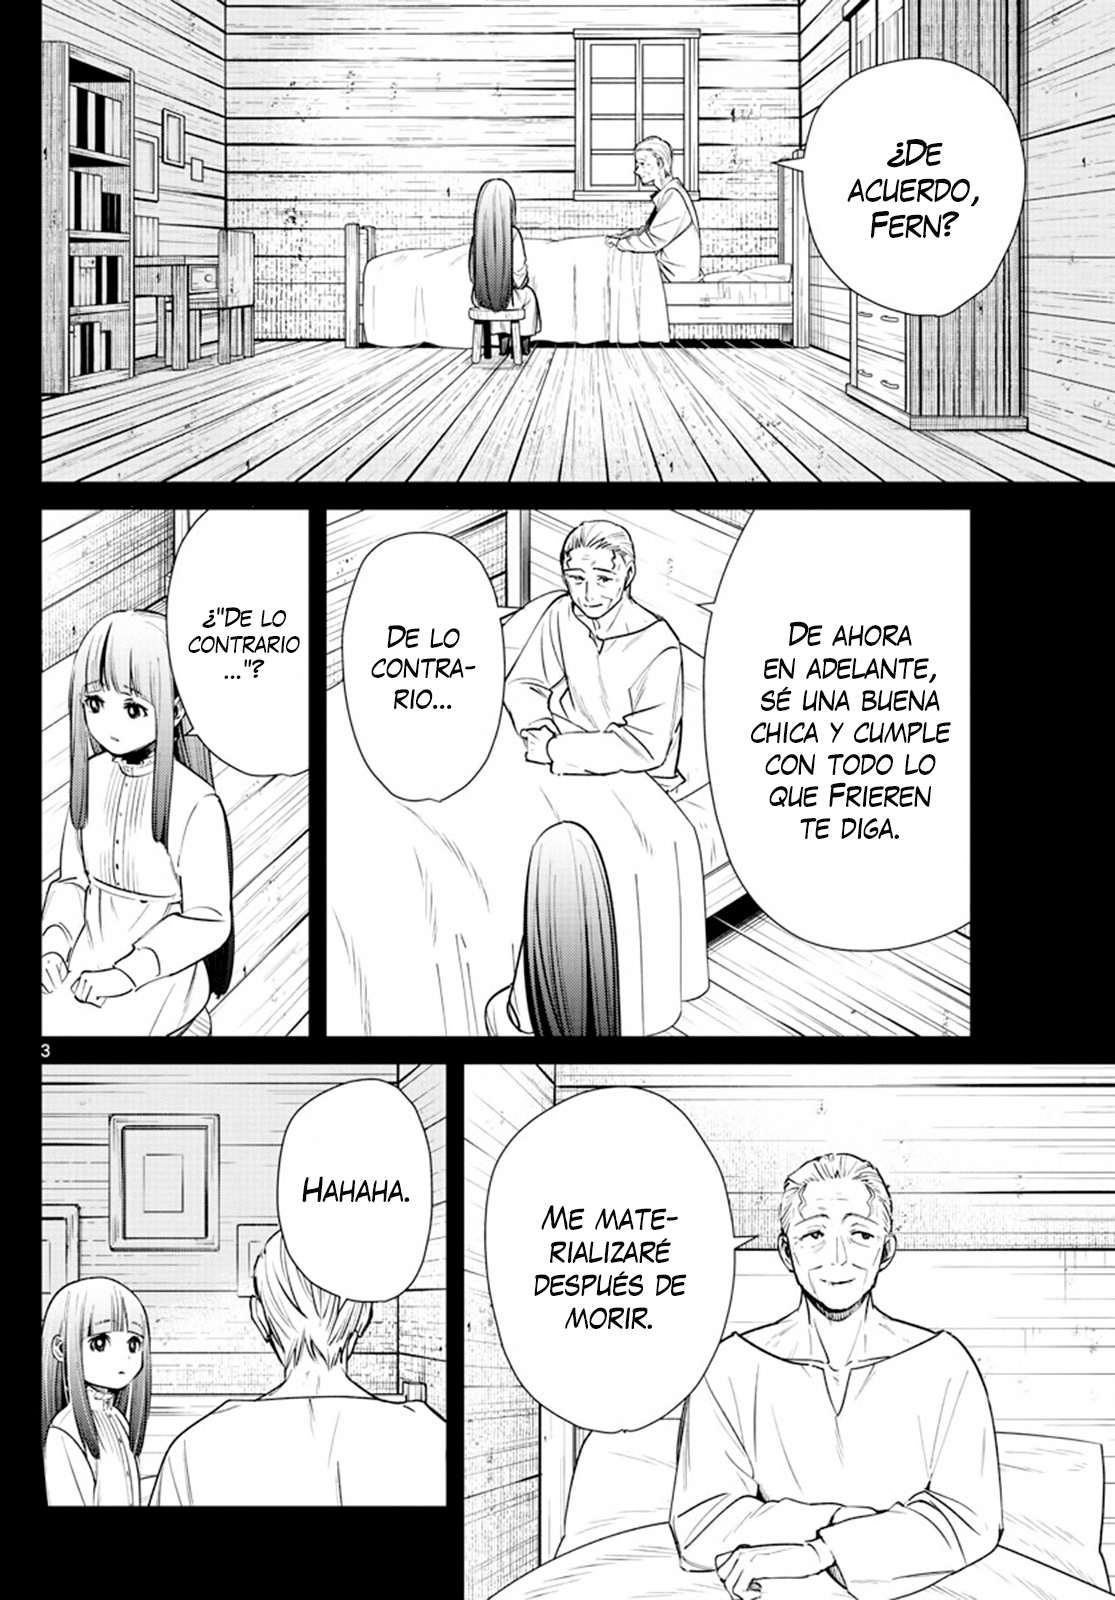 ¿De
acuerdo,
Fern?
De ahora
en adelante,
sé una buena
chica y cumple
con todo lo
que Frieren
te diga.
De lo
contra-
rio...
¿"De lo
contrario
..."?
Me mate-
rializaré
después de
morir.
Hahaha.
3